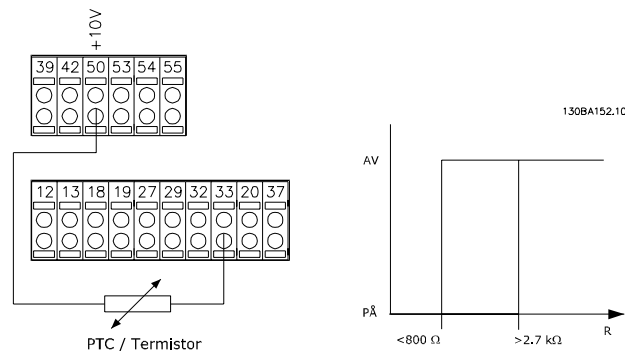 +10V
39 42 50 53 54 55
130BA152.10
AV
12 13 18 19 27 29 32 33 20 37
PÅ
R
<800 Ω
>2.7 kΩ
PTC / Termistor